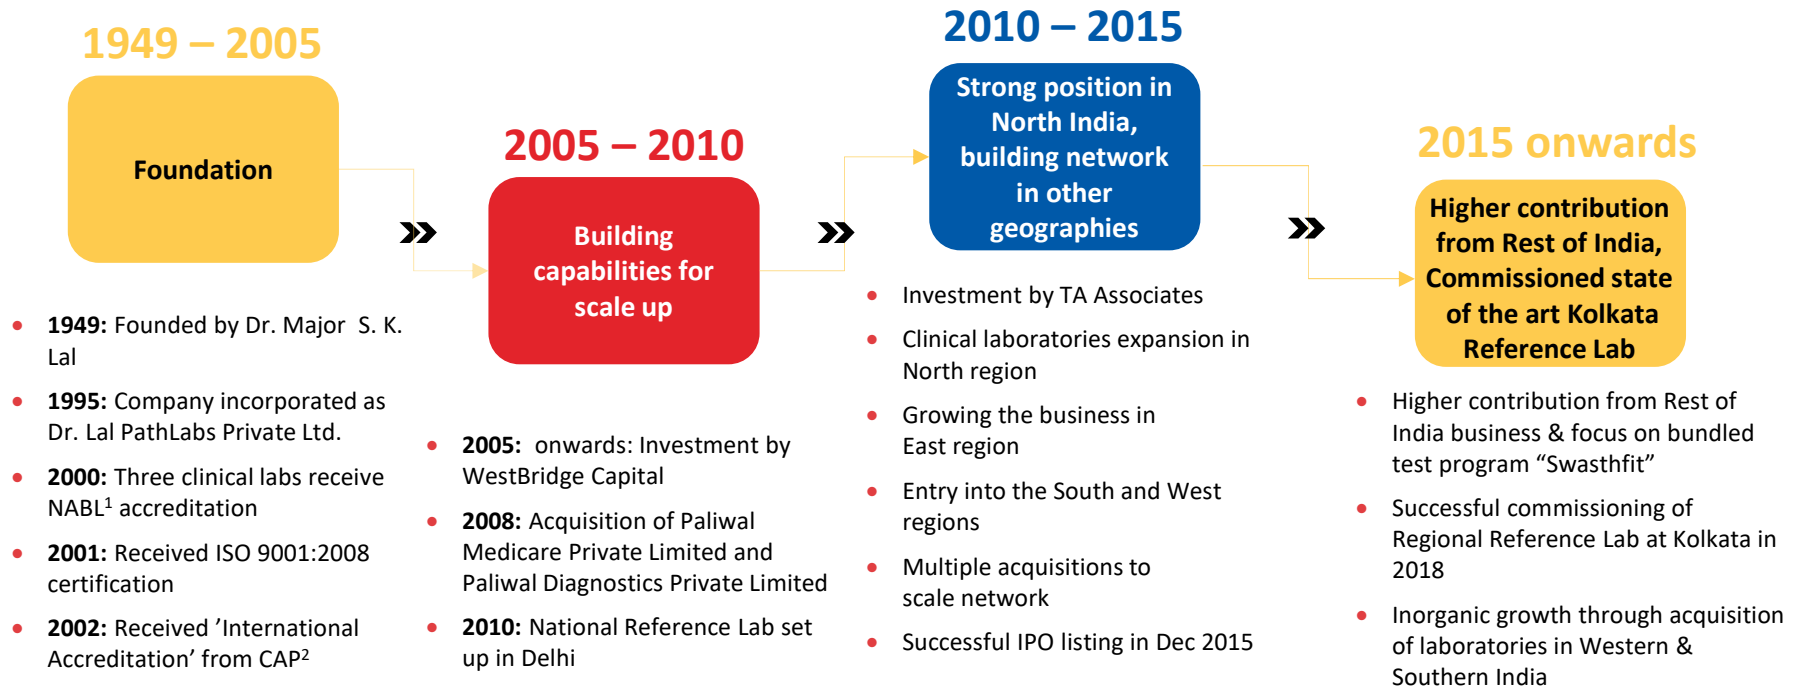 1949 – 2005
Foundation
• 1949: Founded by Dr. Major S. K.
Lal
• 1995: Company incorporated as
Dr. Lal PathLabs Private Ltd.
• 2000: Three clinical labs receive
NABL¹ accreditation
• 2001: Received ISO 9001:2008
certification
• 2002: Received ’International
Accreditation’ from CAP²
2005 – 2010
Building
capabilities for
scale up
• 2005: onwards: Investment by
WestBridge Capital
• 2008: Acquisition of Paliwal
Medicare Private Limited and
Paliwal Diagnostics Private Limited
• 2010: National Reference Lab set
up in Delhi
2010 – 2015
Strong position in
North India,
building network
in other
geographies
• Investment by TA Associates
• Clinical laboratories expansion in
North region
• Growing the business in
East region
• Entry into the South and West
regions
• Multiple acquisitions to
scale network
• Successful IPO listing in Dec 2015
2015 onwards
Higher contribution
from Rest of India,
Commissioned state
of the art Kolkata
Reference Lab
• Higher contribution from Rest of
India business & focus on bundled
test program “Swasthfit”
• Successful commissioning of
Regional Reference Lab at Kolkata in
2018
• Inorganic growth through acquisition
of laboratories in Western &
Southern India